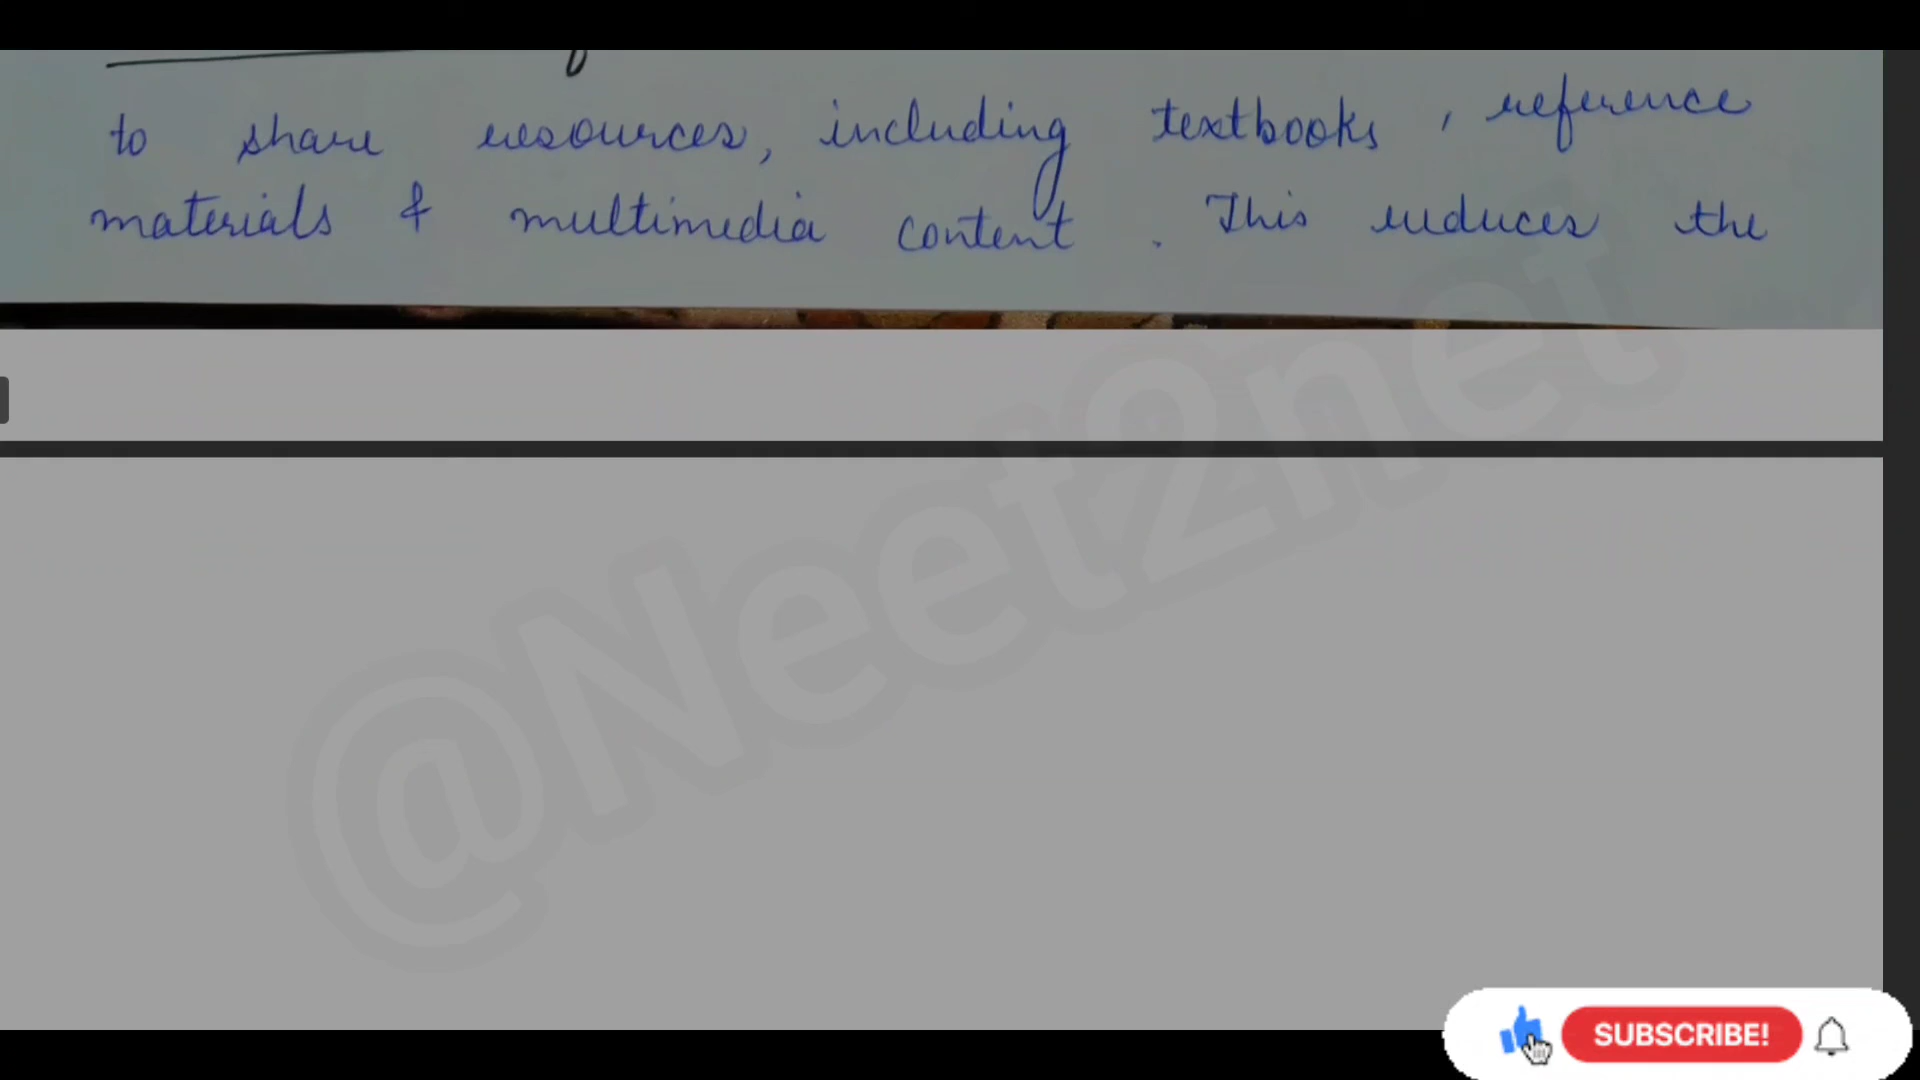 to share resources, including textbooks, reference
materials & multimedia content. This reduces the
@Neet2net
SUBSCRIBE!